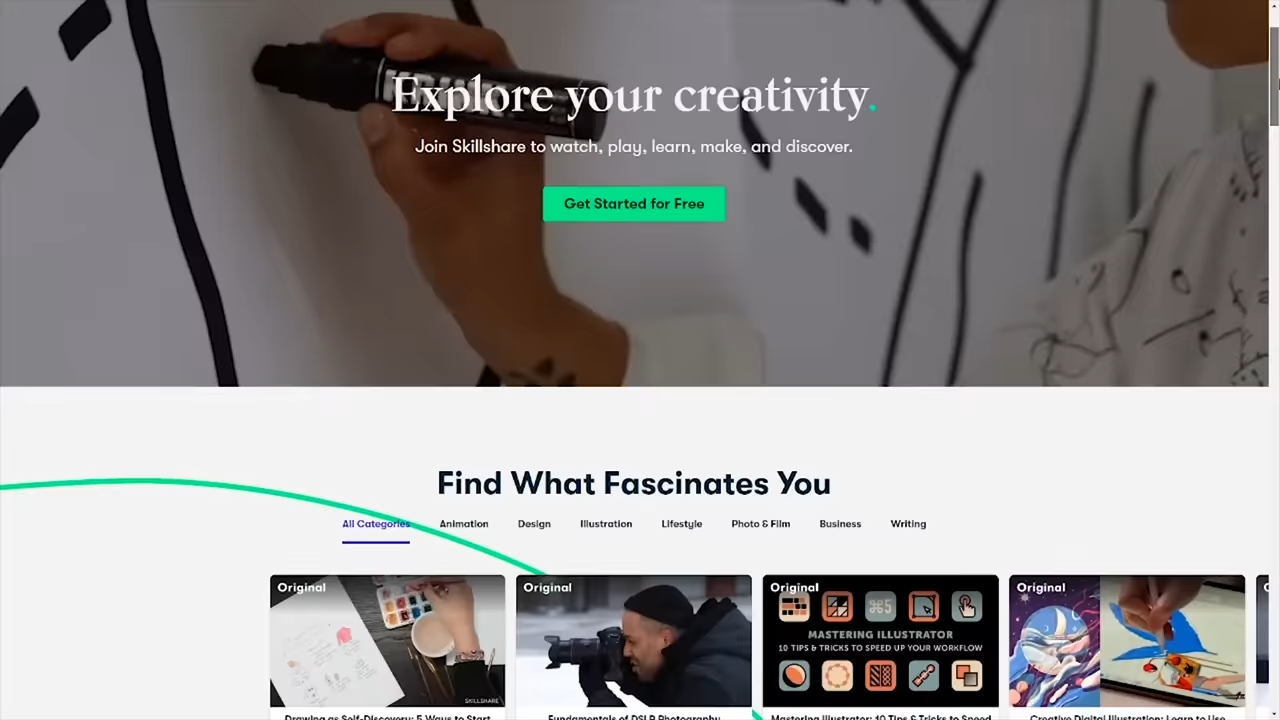 Explore your creativity.
Join Skillshare to watch, play, learn, make, and discover.
Get Started for Free
Find What Fascinates You
All Categories Animation Design Illustration Lifestyle Photo & Film Business Writing
Original Original Original Original
⌘5
MASTERING ILLUSTRATOR
10 TIPS & TRICKS TO SPEED UP YOUR WORKFLOW
SKILLSHARE
Drawing as Self-Discovery: 5 Ways to Start Fundamentals of DSLR Photography Mastering Illustrator: 10 Tips & Tricks to Speed Creative Digital Illustration: Learn to Use